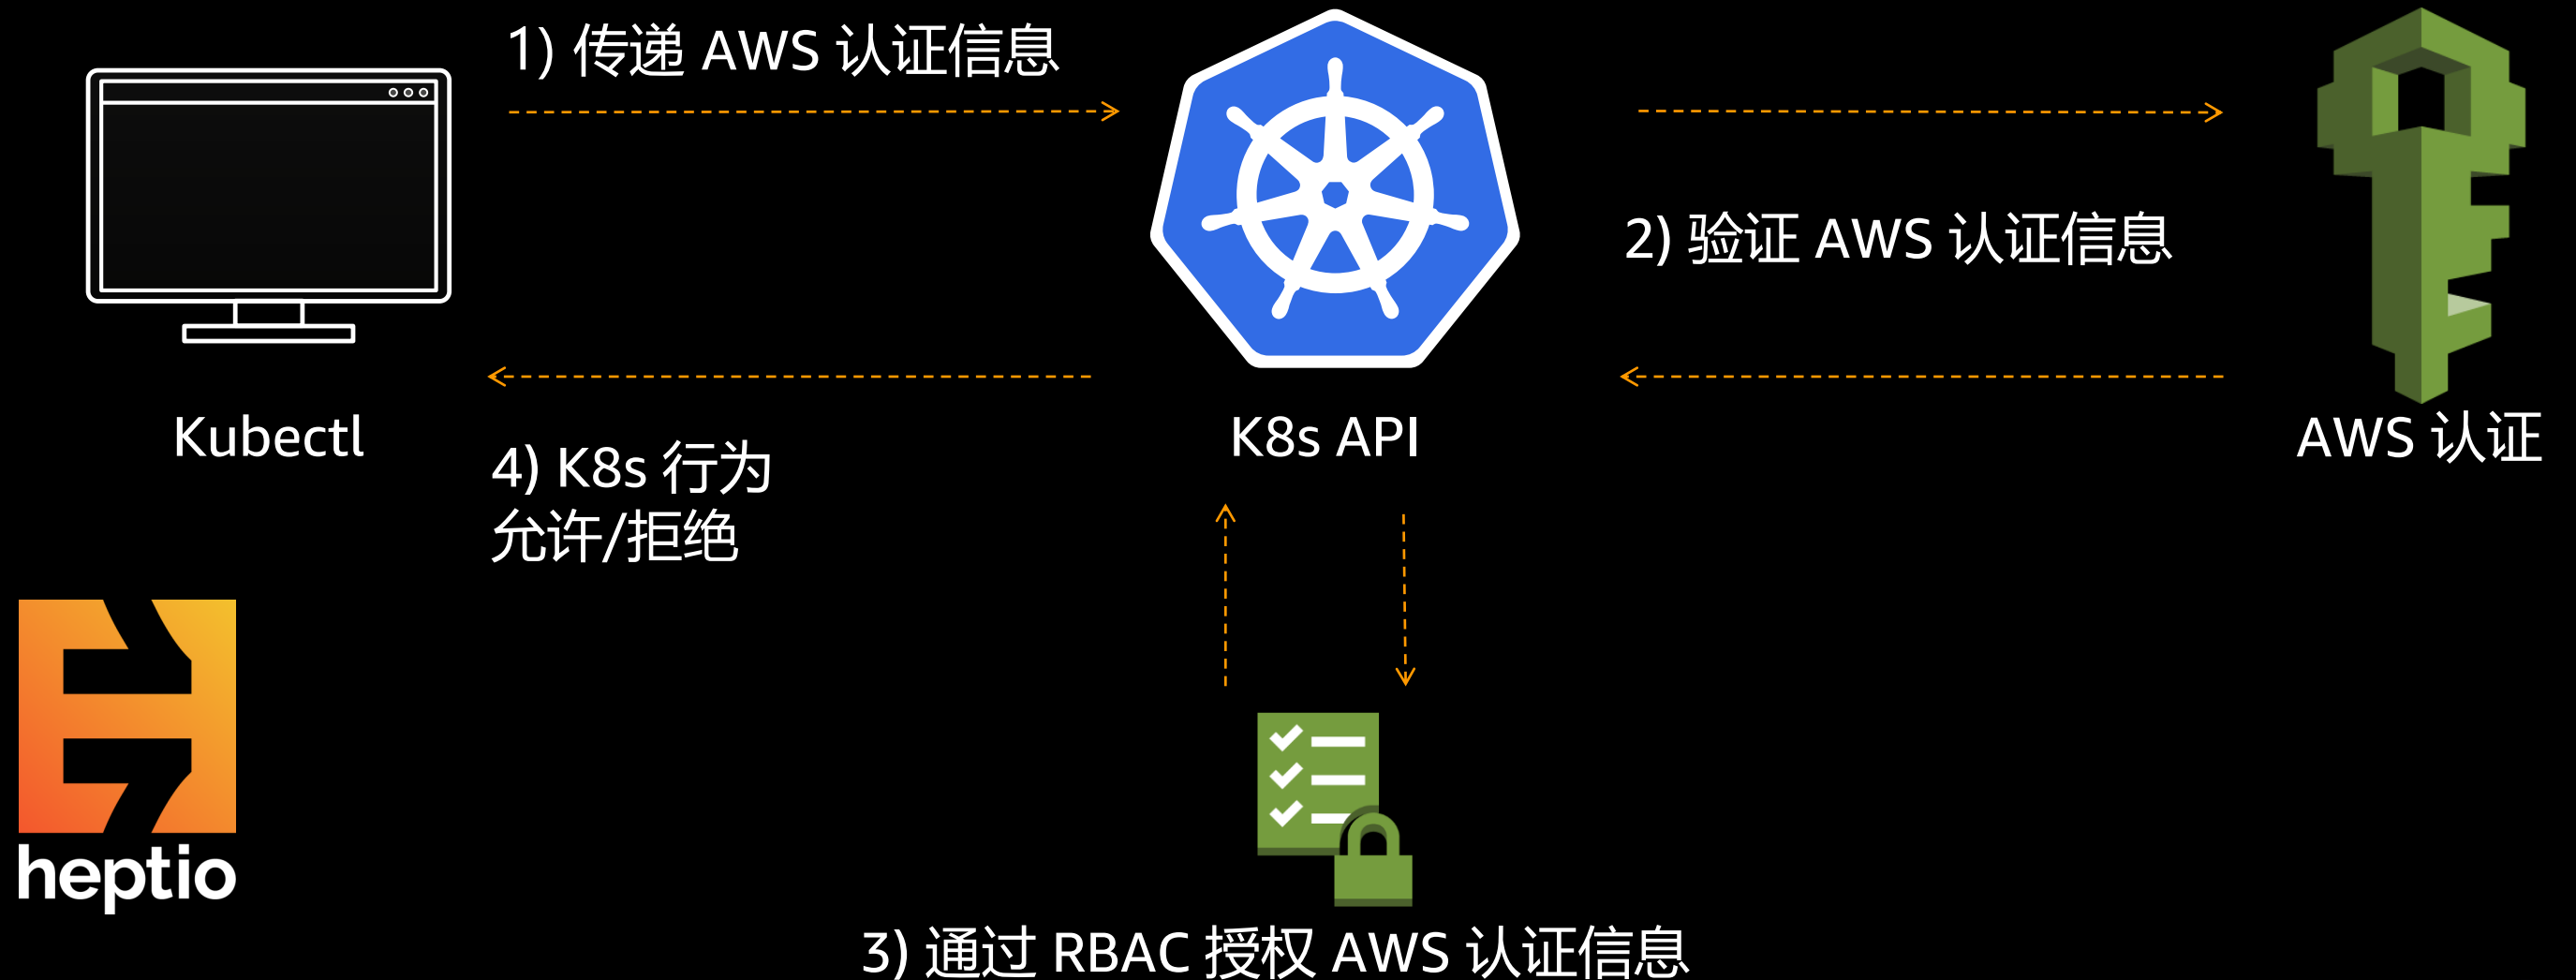 1) 传递 AWS 认证信息
2) 验证 AWS 认证信息
Kubectl
K8s API
AWS 认证
4) K8s 行为
允许/拒绝
heptio
3) 通过 RBAC 授权 AWS 认证信息